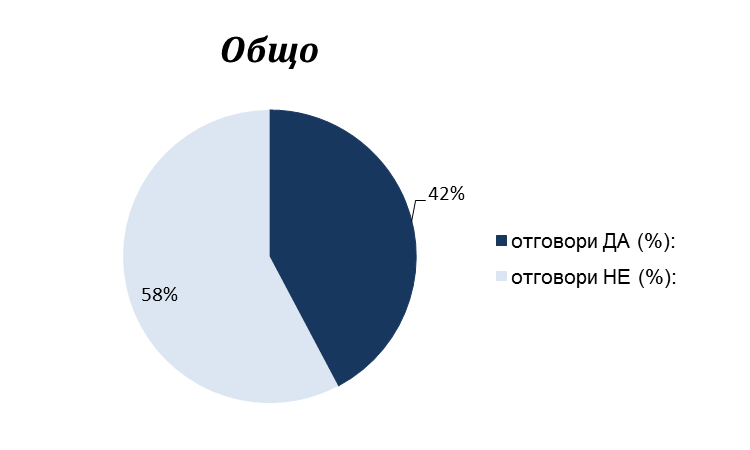 Общо
42%
58%
отговори ДА (%):
отговори НЕ (%):